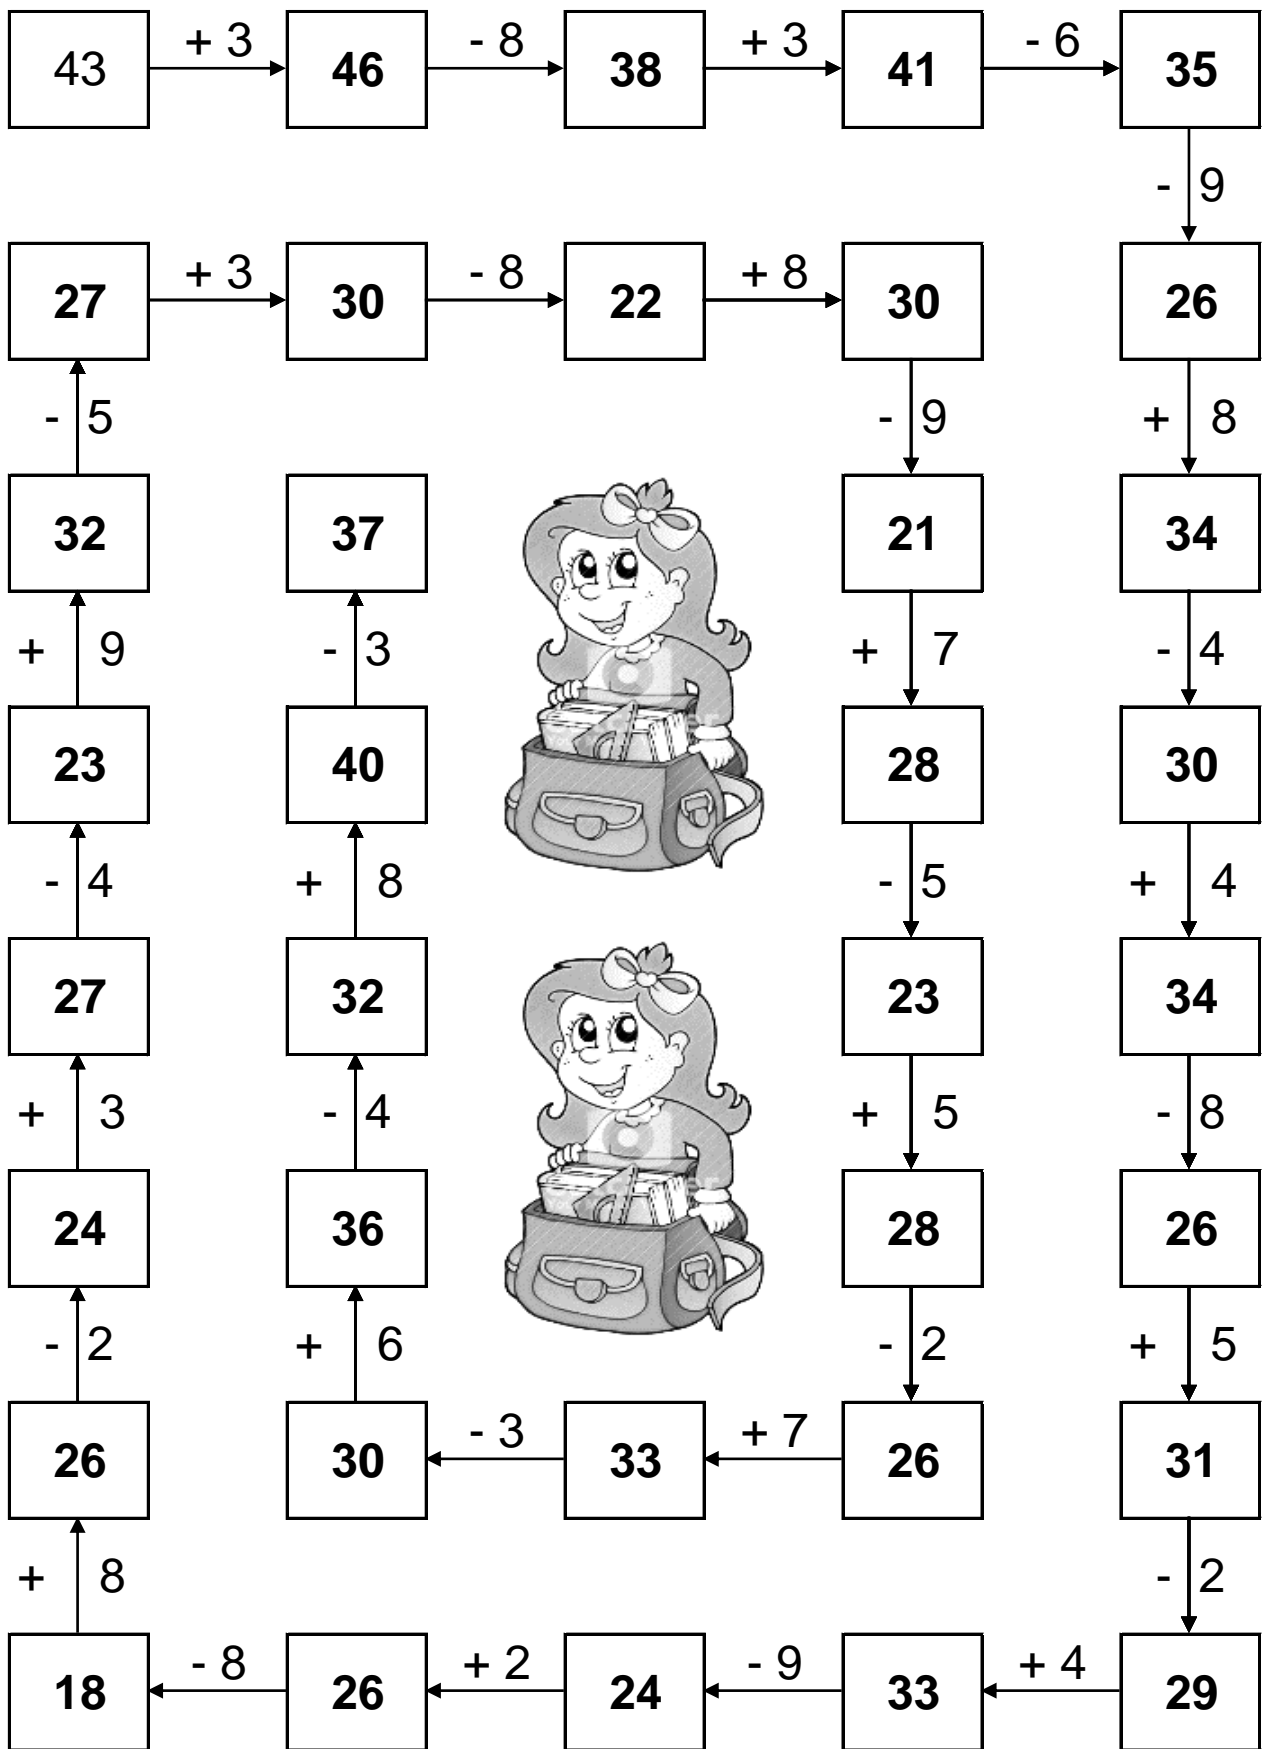 43 + 3 46 - 8 38 + 3 41 - 6 35
- 9
27 + 3 30 - 8 22 + 8 30 26
- 5 - 9 + 8
32 37 21 34
+ 9 - 3 + 7 - 4
23 40 28 30
- 4 + 8 - 5 + 4
27 32 23 34
+ 3 - 4 + 5 - 8
24 36 28 26
- 2 + 6 - 2 + 5
26 30 - 3 33 + 7 26 31
+ 8 - 2
18 - 8 26 + 2 24 - 9 33 + 4 29